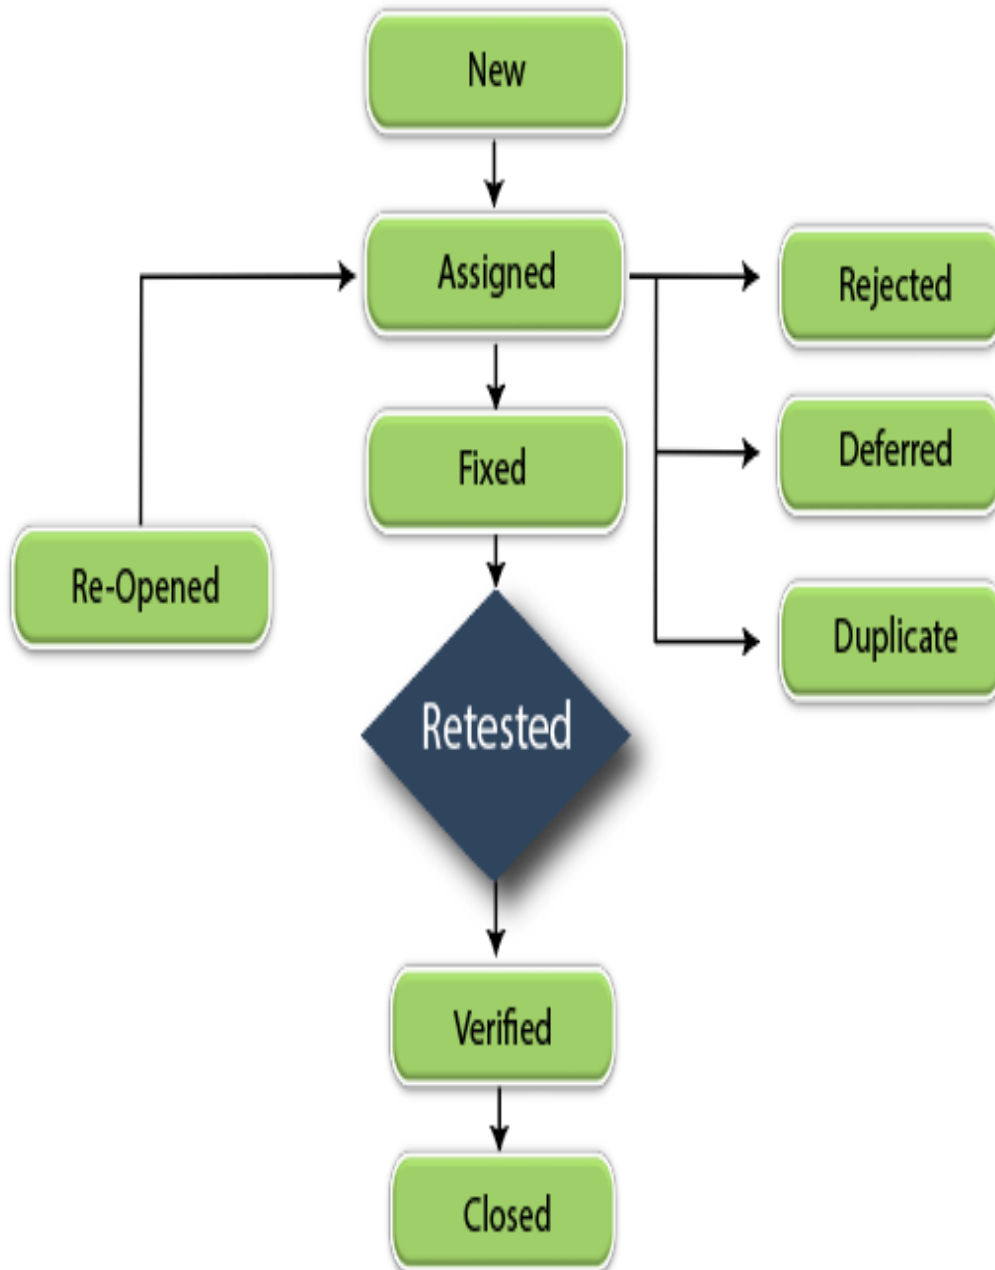 New
Assigned
Rejected
Fixed
Deferred
Re-Opened
Duplicate
Retested
Verified
Closed